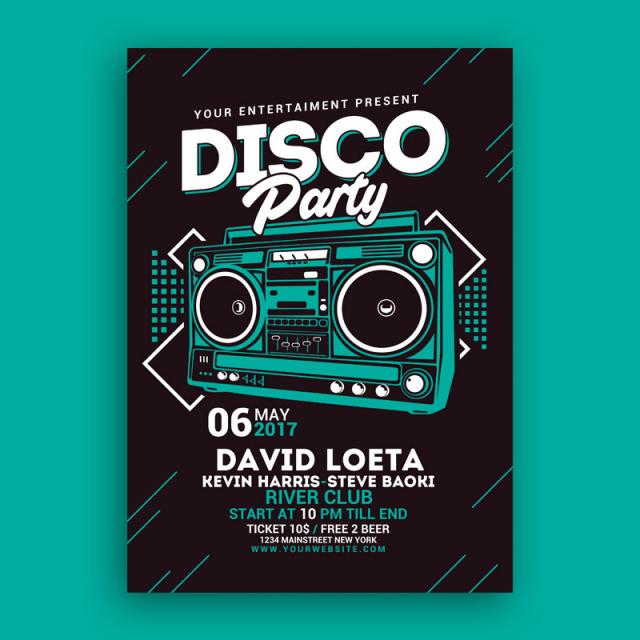 YOUR ENTERTAIMENT PRESENT
DISCO
Party
06 MAY
2017
DAVID LOETA
KEVIN HARRIS-STEVE BAOKI
RIVER CLUB
START AT 10 PM TILL END
TICKET 10$ / FREE 2 BEER
1234 MAINSTREET NEW YORK
WWW.YOURWEBSITE.COM